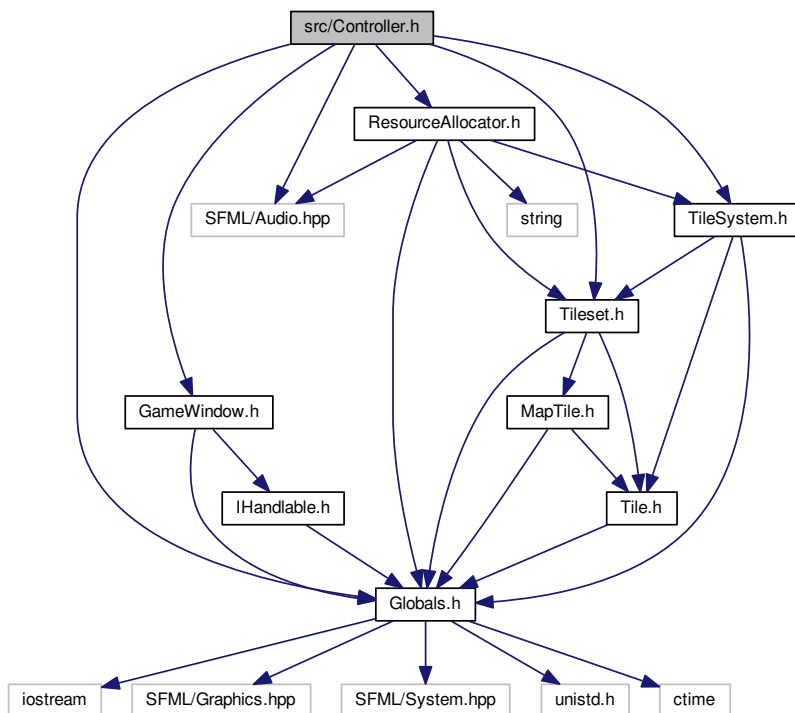 src/Controller.h
ResourceAllocator.h
SFML/Audio.hpp
string
TileSystem.h
Tileset.h
GameWindow.h
MapTile.h
IHandlable.h
Tile.h
Globals.h
iostream
SFML/Graphics.hpp
SFML/System.hpp
unistd.h
ctime